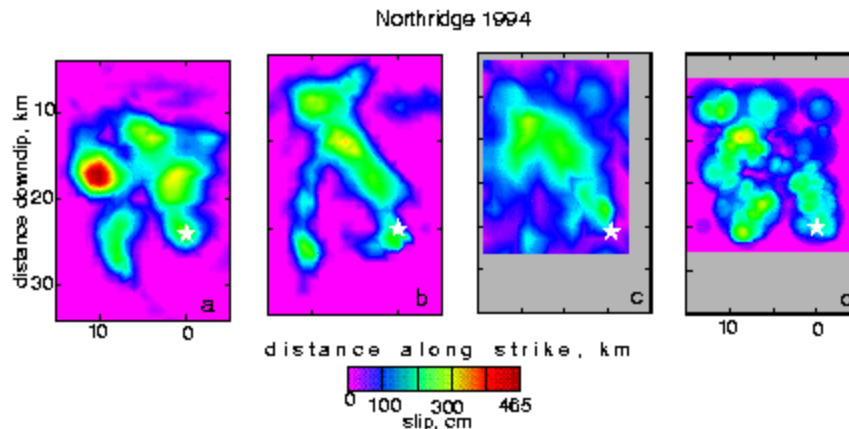 Northridge 1994
distance downdip, km
10
20
30
a
b
c
d
10 0
10 0
distance along strike, km
0 100 300 465
slip, cm